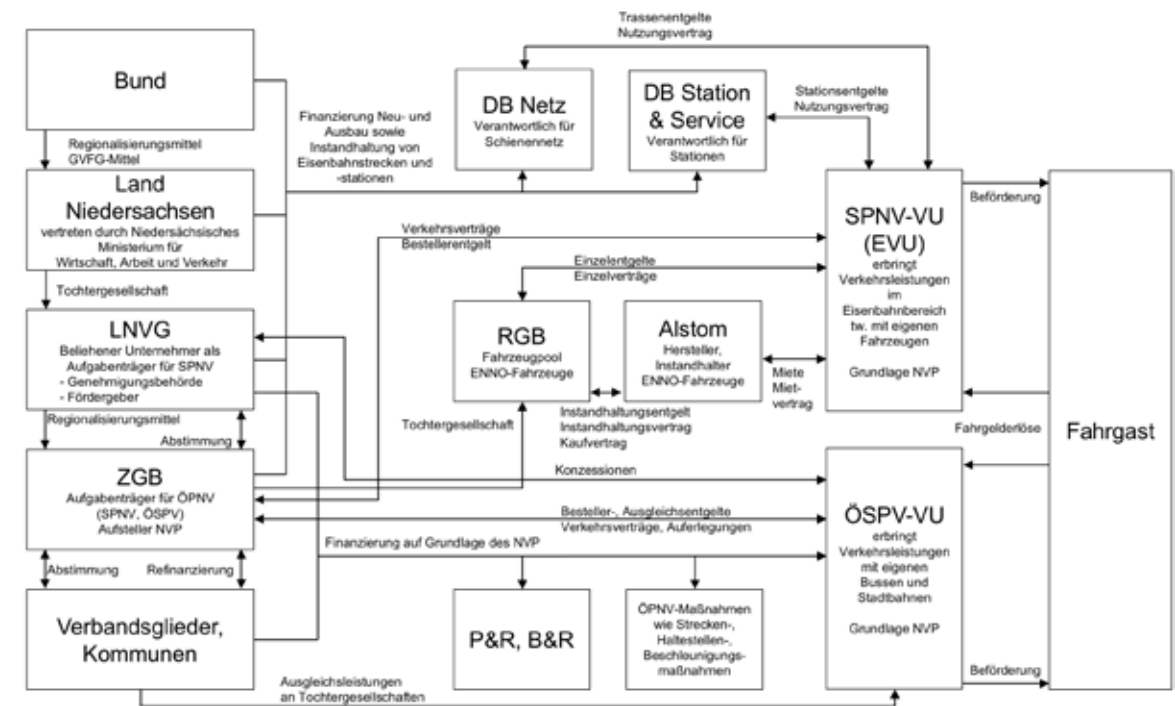 Trassenentgelte
Nutzungsvertrag
Bund
DB Netz
Verantwortlich für
Schienennetz
DB Station
& Service
Verantwortlich für
Stationen
Stationsentgelte
Nutzungsvertrag
Finanzierung Neu- und
Ausbau sowie
Instandhaltung von
Eisenbahnstrecken und
-stationen
Regionalisierungsmittel
GVFG-Mittel
Land
Niedersachsen
vertreten durch Niedersächsisches
Ministerium für
Wirtschaft, Arbeit und Verkehr
SPNV-VU
(EVU)
erbringt
Verkehrsleistungen
im
Eisenbahnbereich
tw. mit eigenen
Fahrzeugen
Grundlage NVP
Beförderung
Verkehrsverträge
Bestellerentgelt
Einzelentgelte
Einzelverträge
Tochtergesellschaft
LNVG
Beliehener Unternehmer als
Aufgabenträger für SPNV
- Genehmigungsbehörde
- Fördergeber
RGB
Fahrzeugpool
ENNO-Fahrzeuge
Alstom
Hersteller,
Instandhalter
ENNO-Fahrzeuge
Miete
Miet-
vertrag
Instandhaltungsentgelt
Instandhaltungsvertrag
Kaufvertrag
Tochtergesellschaft
Regionalisierungsmittel
Abstimmung
Fahrgelderlöse
Fahrgast
ZGB
Aufgabenträger für ÖPNV
(SPNV, ÖSPV)
Aufsteller NVP
Konzessionen
Besteller-, Ausgleichsentgelte
Verkehrsverträge, Auferlegungen
ÖSPV-VU
erbringt
Verkehrsleistungen
mit eigenen
Bussen und
Stadtbahnen
Grundlage NVP
Finanzierung auf Grundlage des NVP
Abstimmung
Refinanzierung
Verbandsglieder,
Kommunen
P&R, B&R
ÖPNV-Maßnahmen
wie Strecken-,
Haltestellen-,
Beschleunigungs-
maßnahmen
Beförderung
Ausgleichsleistungen
an Tochtergesellschaften